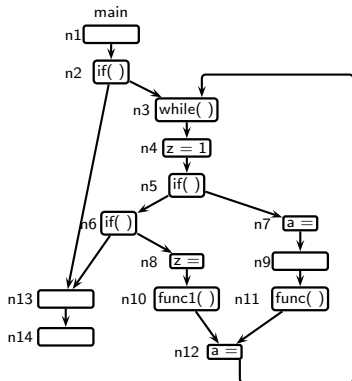 main
n1
n2 if( )
n3 while( )
n4 z = 1
n5 if( )
n6 if( )
n7 a =
n8 z =
n9
n10 func1( )
n11 func( )
n13
n14
n12 a =